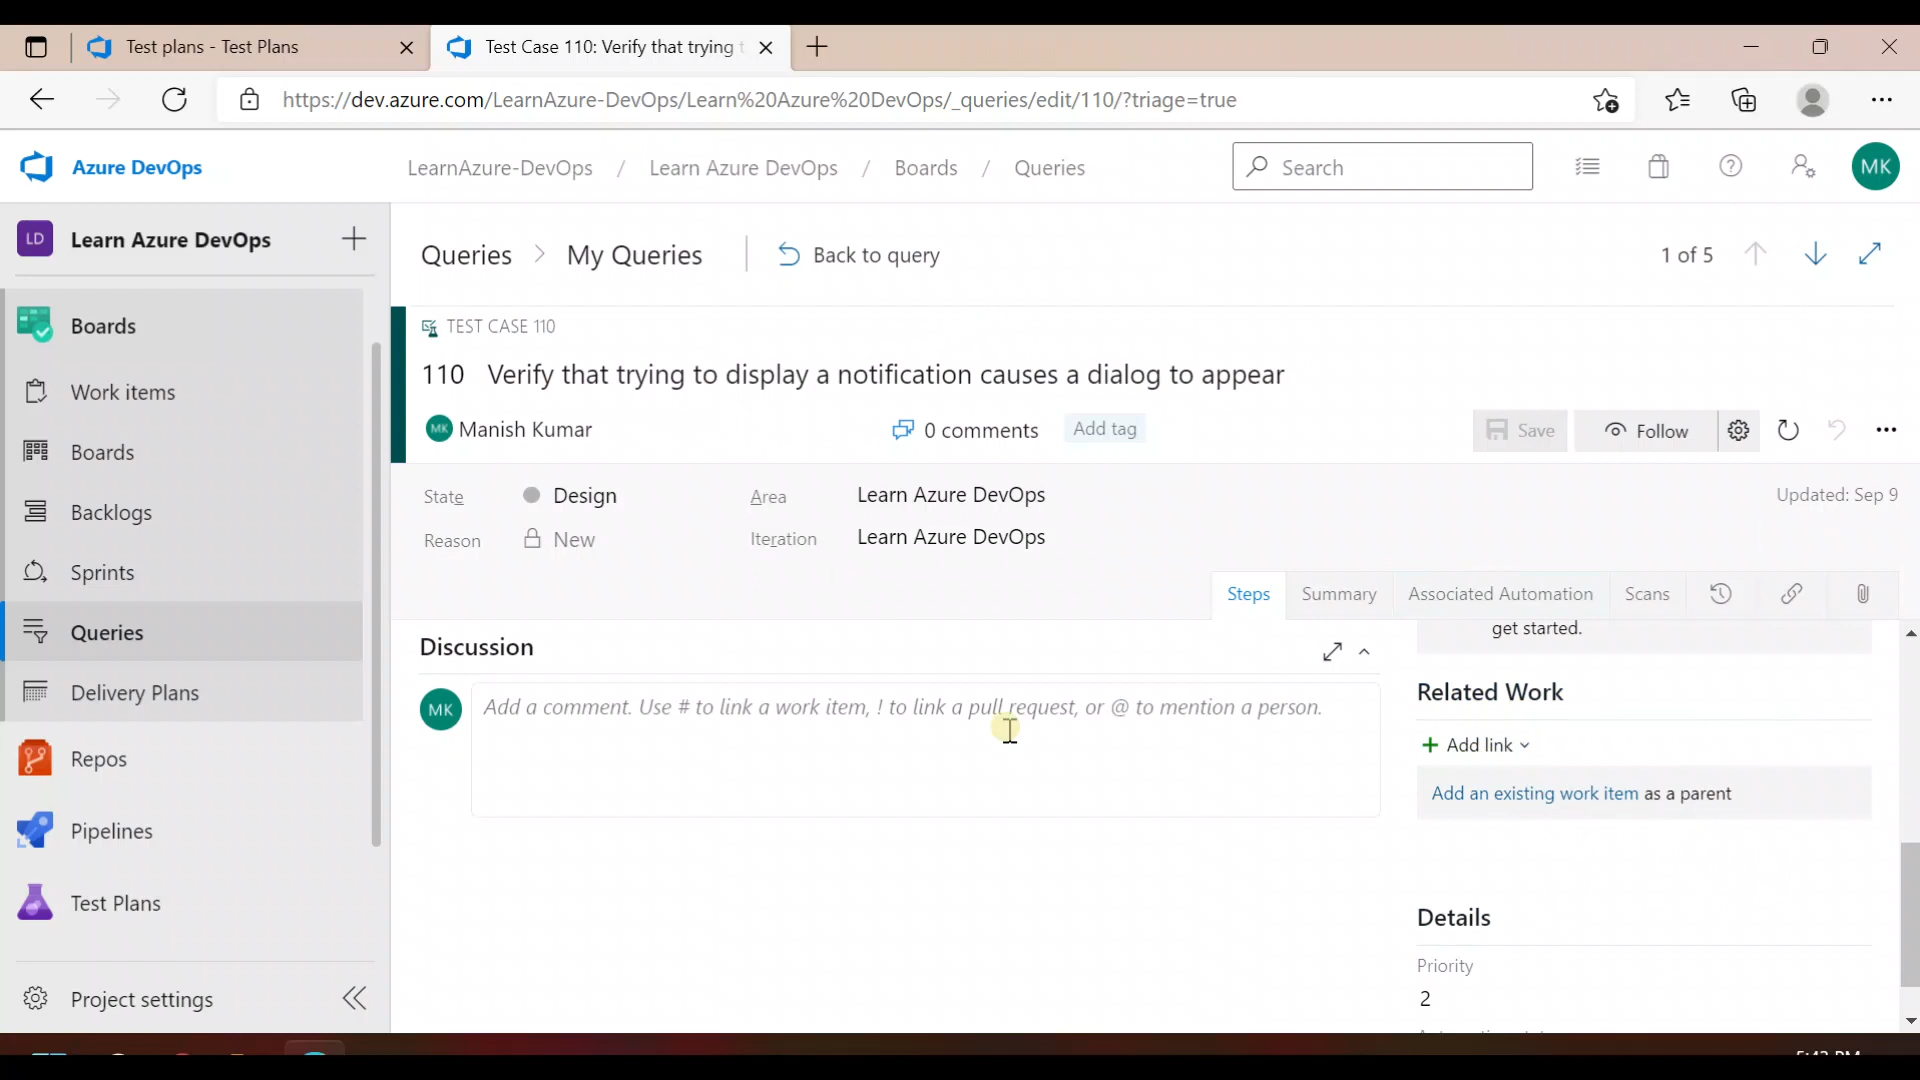 Test plans - Test Plans
Test Case 110: Verify that trying
https://dev.azure.com/LearnAzure-DevOps/Learn%20Azure%20DevOps/_queries/edit/110/?triage=true
Azure DevOps
LearnAzure-DevOps / Learn Azure DevOps / Boards / Queries
Search
MK
LD Learn Azure DevOps
Queries > My Queries
Back to query
1 of 5
Boards
TEST CASE 110
110 Verify that trying to display a notification causes a dialog to appear
Work items
MK Manish Kumar
0 comments
Add tag
Save
Follow
Boards
State
Design
Area
Learn Azure DevOps
Updated: Sep 9
Backlogs
Reason
New
Iteration
Learn Azure DevOps
Sprints
Steps
Summary
Associated Automation
Scans
Queries
Discussion
get started.
Delivery Plans
MK
Add a comment. Use # to link a work item, ! to link a pull request, or @ to mention a person.
Related Work
Repos
Add link
Add an existing work item as a parent
Pipelines
Test Plans
Details
Priority
2
Project settings